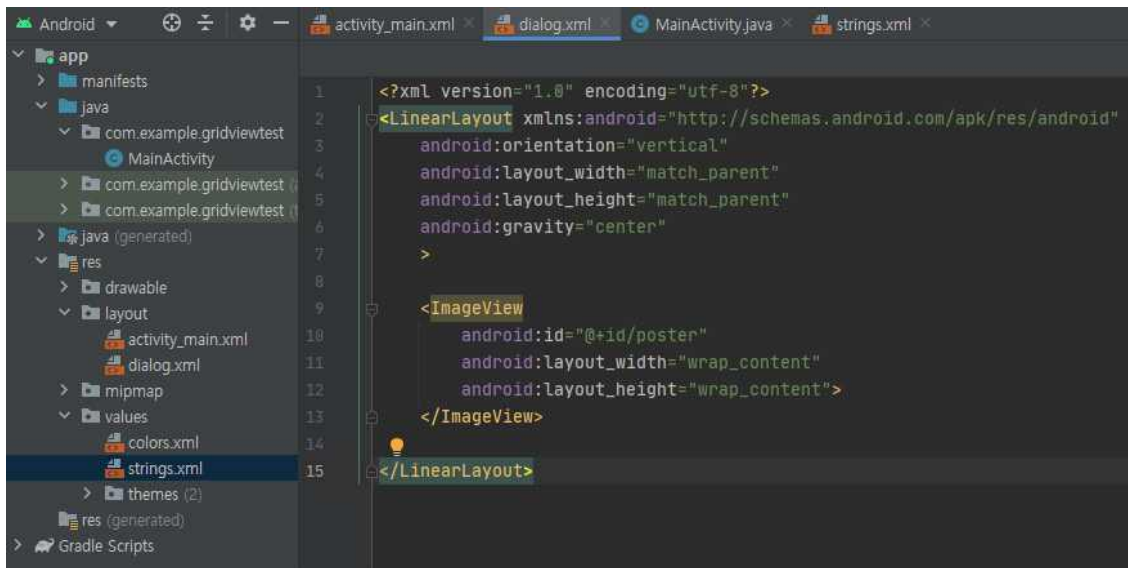 Android
activity_main.xml
dialog.xml
MainActivity.java
strings.xml
app
manifests
java
com.example.gridviewtest
MainActivity
com.example.gridviewtest
com.example.gridviewtest
java (generated)
res
drawable
layout
activity_main.xml
dialog.xml
mipmap
values
colors.xml
strings.xml
themes (2)
res (generated)
Gradle Scripts
1 <?xml version="1.0" encoding="utf-8"?>
2 <LinearLayout xmlns:android="http://schemas.android.com/apk/res/android"
3 android:orientation="vertical"
4 android:layout_width="match_parent"
5 android:layout_height="match_parent"
6 android:gravity="center"
7 >
8
9 <ImageView
10 android:id="@+id/poster"
11 android:layout_width="wrap_content"
12 android:layout_height="wrap_content">
13 </ImageView>
14
15 </LinearLayout>